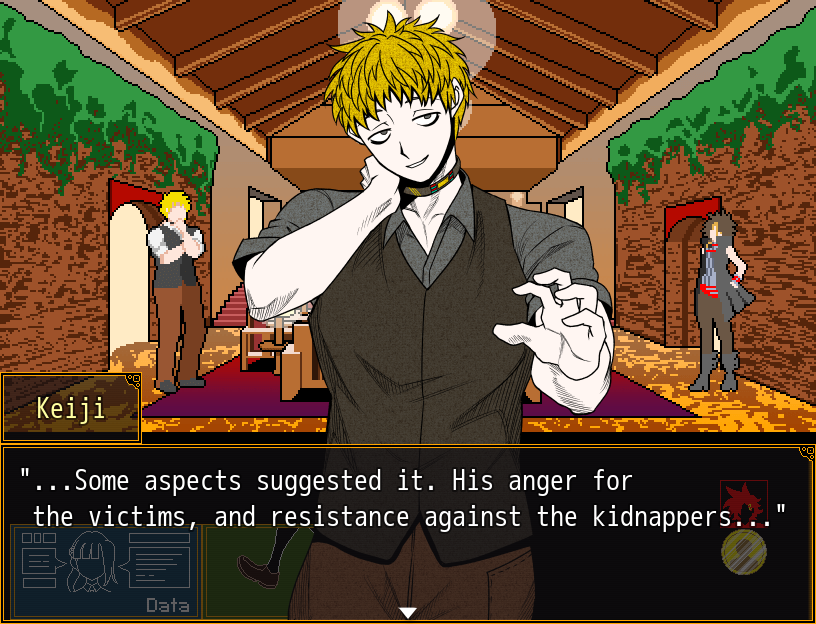 Keiji
"...Some aspects suggested it. His anger for
the victims, and resistance against the kidnappers..."
Data